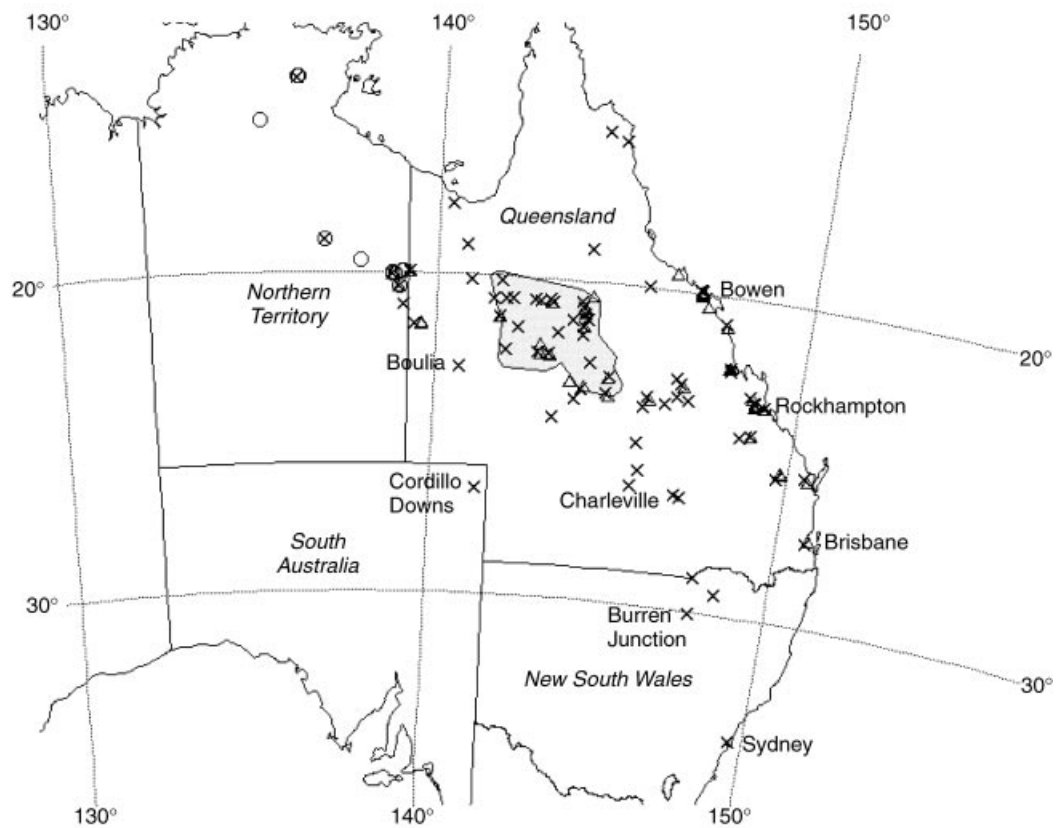 130°
140°
150°
Queensland
Bowen
20°
Northern
Territory
20°
Boulia
Rockhampton
Cordillo
Downs
Charleville
South
Australia
Brisbane
30°
Burren
Junction
New South Wales
30°
Sydney
130°
140°
150°